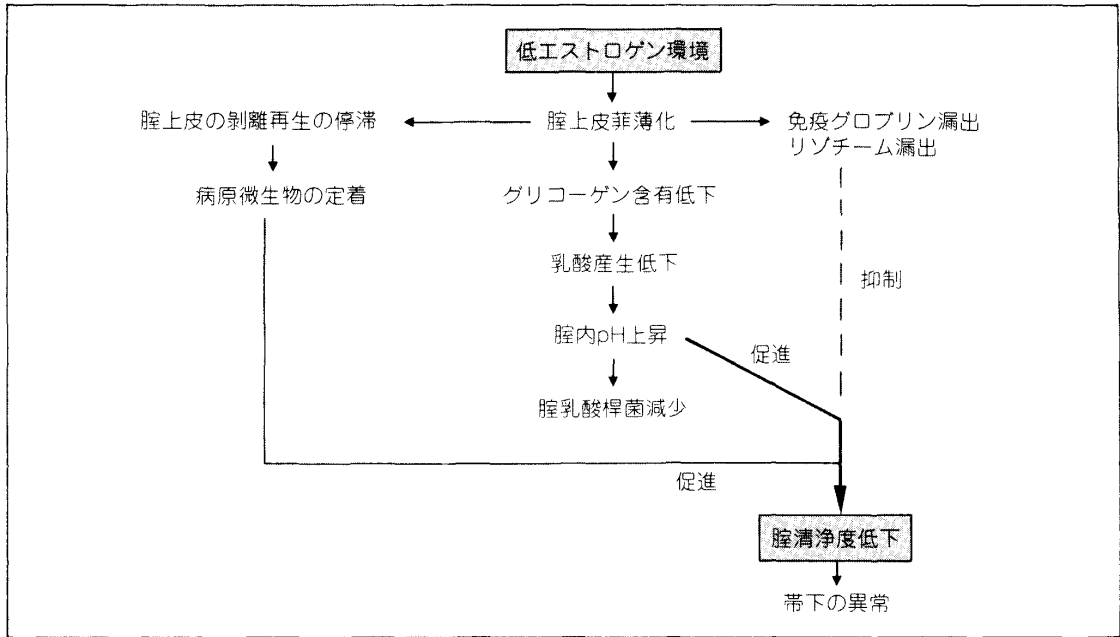 低エストロゲン環境
腟上皮の剥離再生の停滞
腟上皮菲薄化
免疫グロブリン漏出
リゾチーム漏出
病原微生物の定着
グリコーゲン含有低下
乳酸産生低下
抑制
腟内pH上昇
促進
腟乳酸桿菌減少
促進
腟清浄度低下
帯下の異常